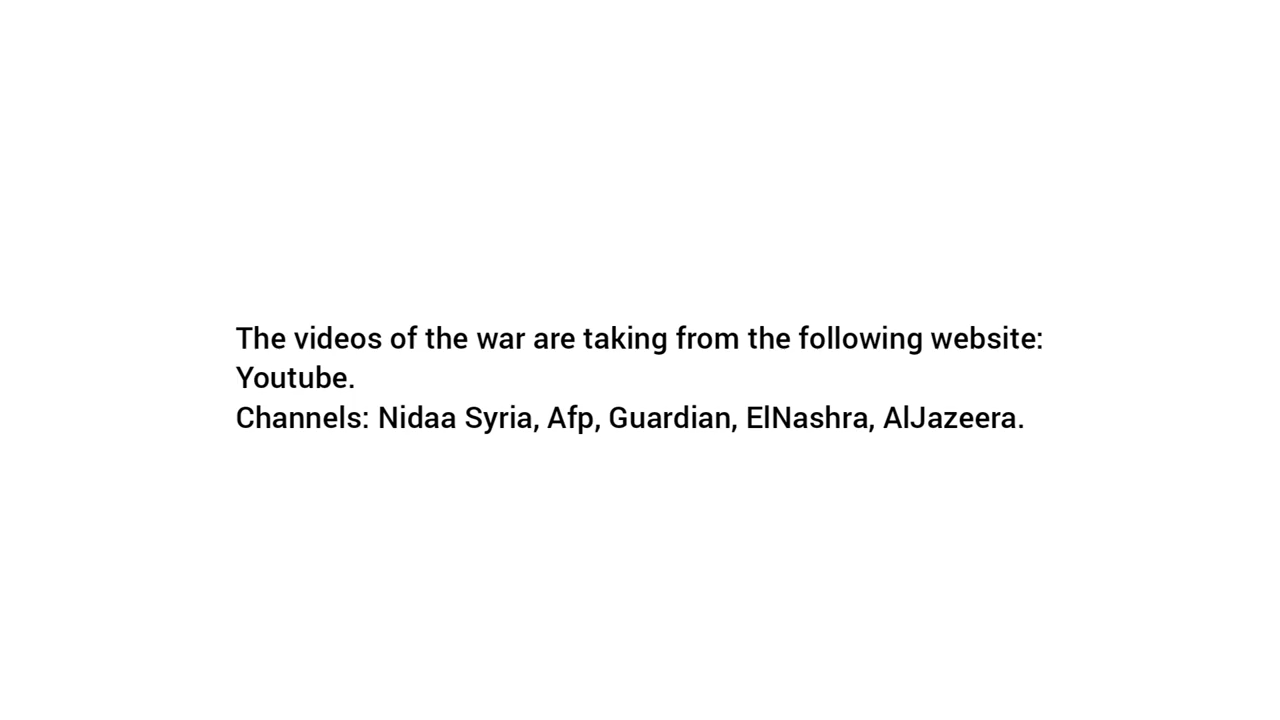 The videos of the war are taking from the following website:
Youtube.
Channels: Nidaa Syria, Afp, Guardian, ElNashra, AlJazeera.